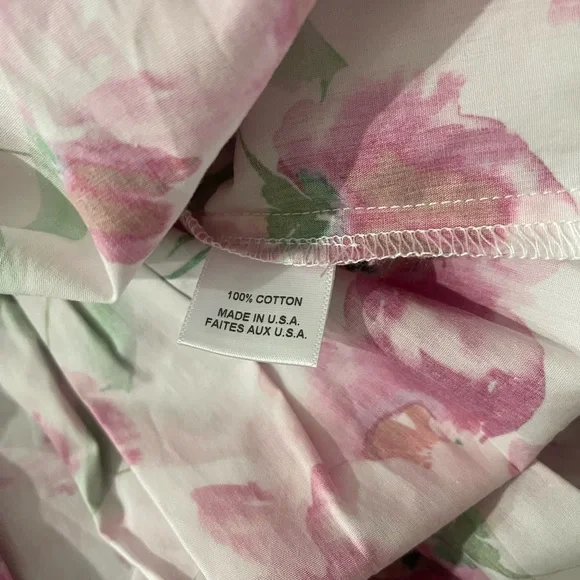 100% COTTON
MADE IN U.S.A.
FAITES AUX U.S.A.